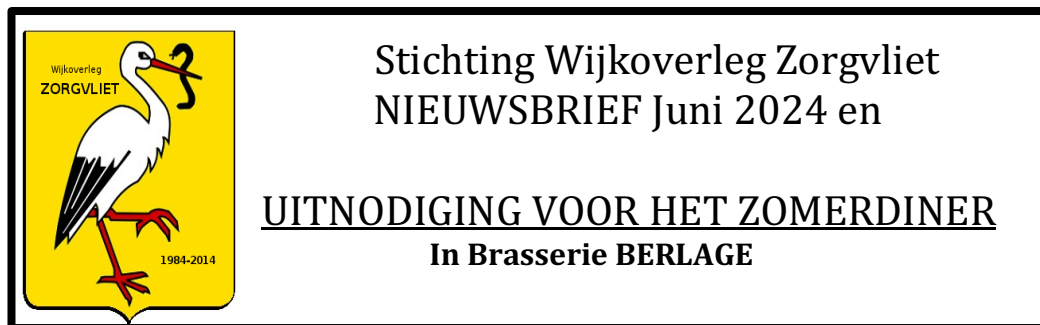 Wijkoverleg
ZORGVLIET
1984-2014
Stichting Wijkoverleg Zorgvliet
NIEUWSBRIEF Juni 2024 en
UITNODIGING VOOR HET ZOMERDINER
In Brasserie BERLAGE